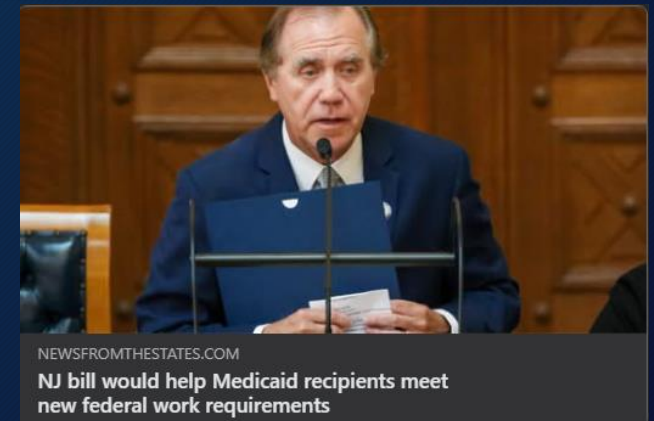 NEWSFROMTHESTATES.COM
NJ bill would help Medicaid recipients meet
new federal work requirements